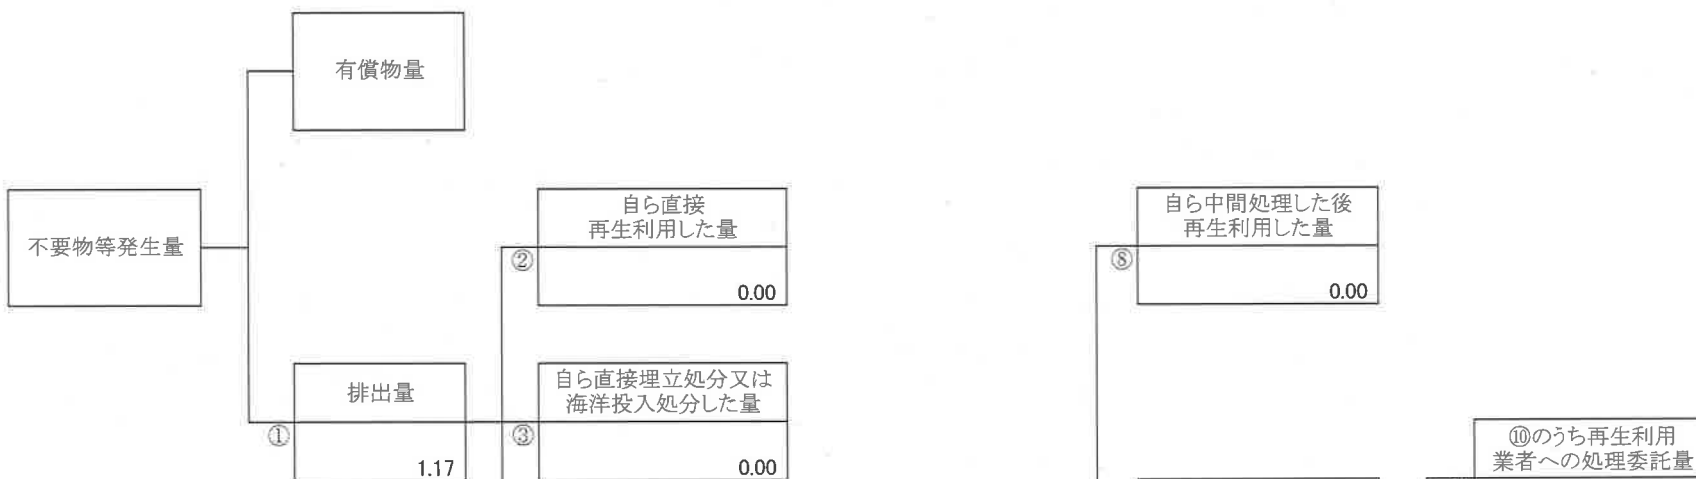 有償物量
不要物等発生量
自ら直接
再生利用した量
②
0.00
自ら中間処理した後
再生利用した量
⑧
0.00
排出量
①
1.17
自ら直接埋立処分又は
海洋投入処分した量
③
0.00
⑩のうち再生利用
業者への処理委託量